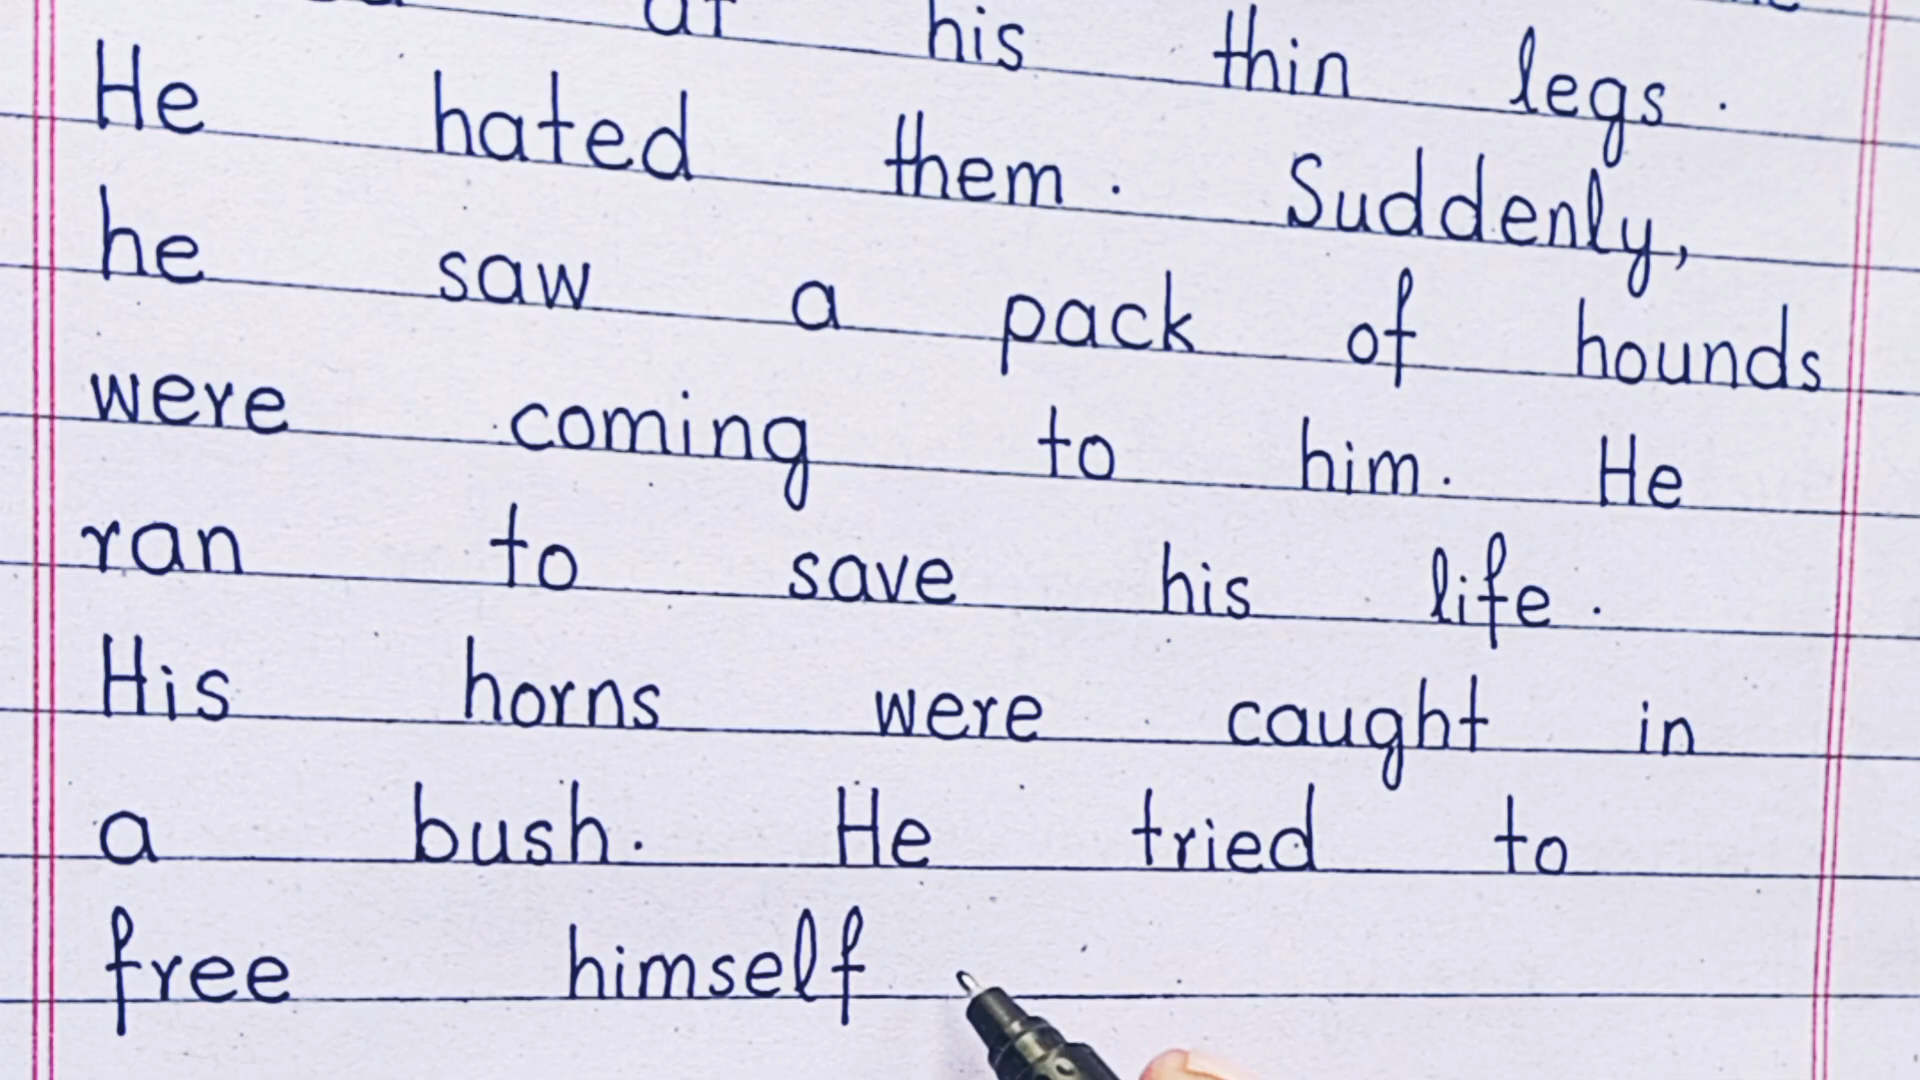 at his thin legs.
He hated them. Suddenly,
he saw a pack of hounds
were coming to him. He
ran to save his life.
His horns were caught in
a bush. He tried to
free himself